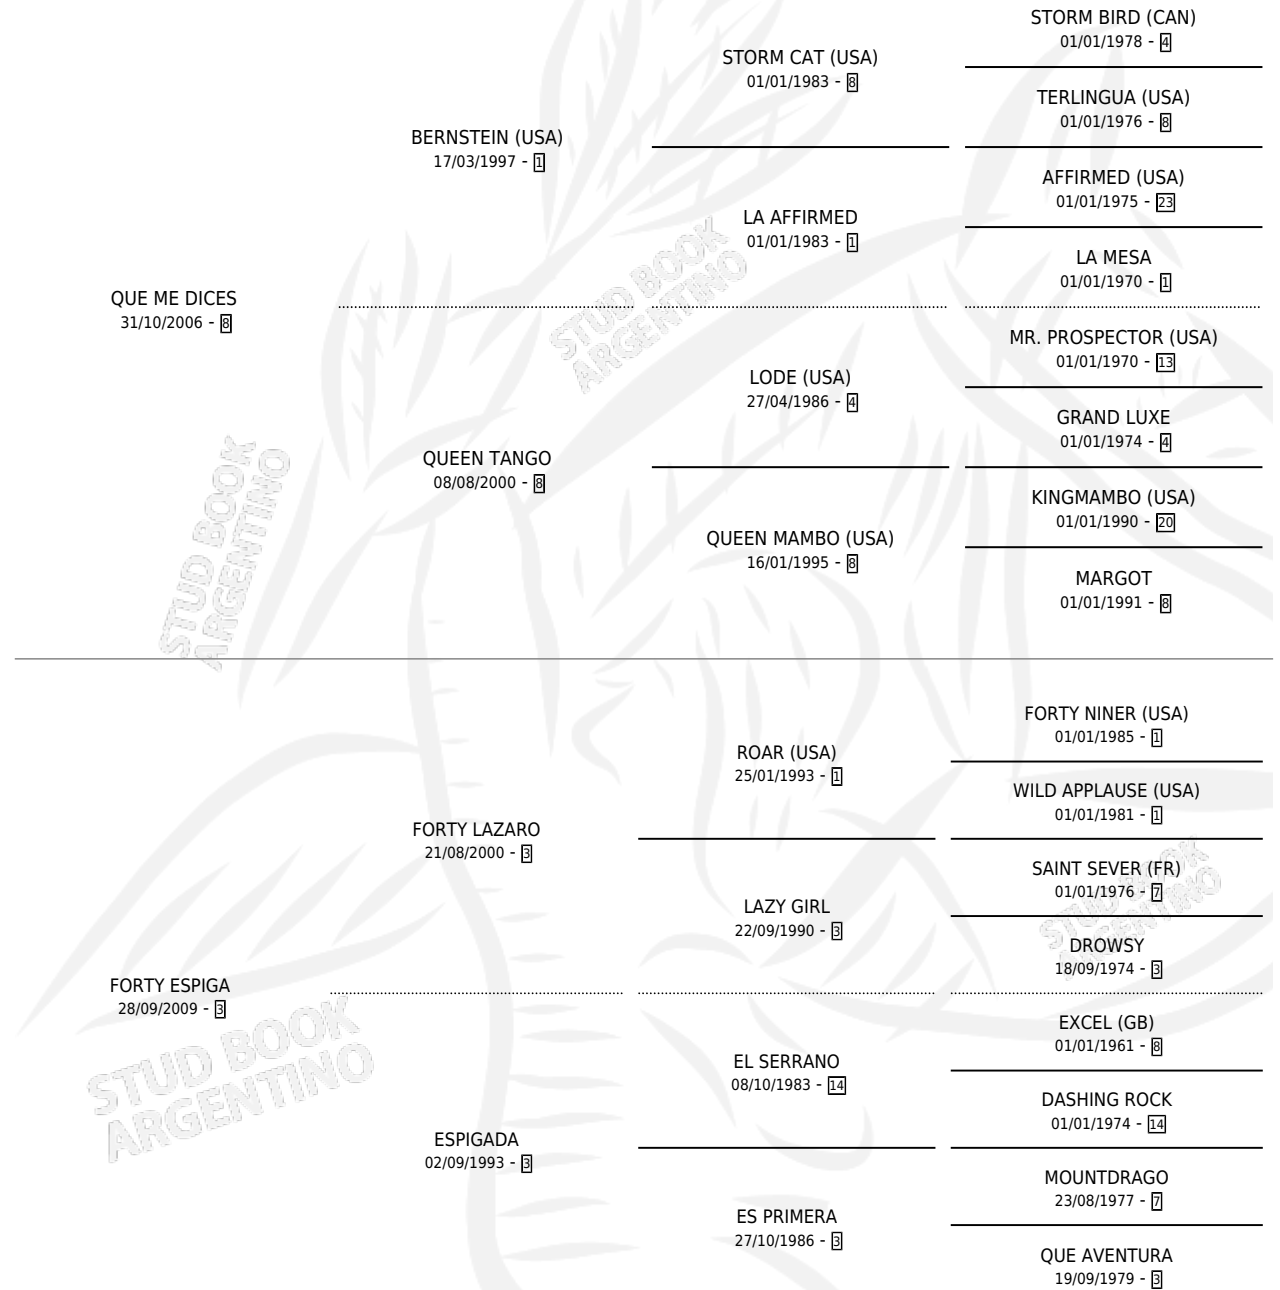 STORM BIRD (CAN)
01/01/1978 - 4
STORM CAT (USA)
01/01/1983 - 8
TERLINGUA (USA)
01/01/1976 - 8
BERNSTEIN (USA)
17/03/1997 - 1
AFFIRMED (USA)
01/01/1975 - 23
LA AFFIRMED
01/01/1983 - 1
LA MESA
01/01/1970 - 1
QUE ME DICES
31/10/2006 - 8
MR. PROSPECTOR (USA)
01/01/1970 - 13
LODE (USA)
27/04/1986 - 4
GRAND LUXE
01/01/1974 - 4
QUEEN TANGO
08/08/2000 - 8
KINGMAMBO (USA)
01/01/1990 - 20
QUEEN MAMBO (USA)
16/01/1995 - 8
MARGOT
01/01/1991 - 8
FORTY NINER (USA)
01/01/1985 - 1
ROAR (USA)
25/01/1993 - 1
WILD APPLAUSE (USA)
01/01/1981 - 1
FORTY LAZARO
21/08/2000 - 3
SAINT SEVER (FR)
01/01/1976 - 7
LAZY GIRL
22/09/1990 - 3
DROWSY
18/09/1974 - 3
FORTY ESPIGA
28/09/2009 - 3
EXCEL (GB)
01/01/1961 - 8
EL SERRANO
08/10/1983 - 14
DASHING ROCK
01/01/1974 - 14
ESPIGADA
02/09/1993 - 3
MOUNTDRAGO
23/08/1977 - 7
ES PRIMERA
27/10/1986 - 3
QUE AVENTURA
19/09/1979 - 3
STUD BOOK
ARGENTINO
STUD BOOK
ARGENTINO
STUD BOOK
ARGENTINO
STUD BOOK
ARGENTINO